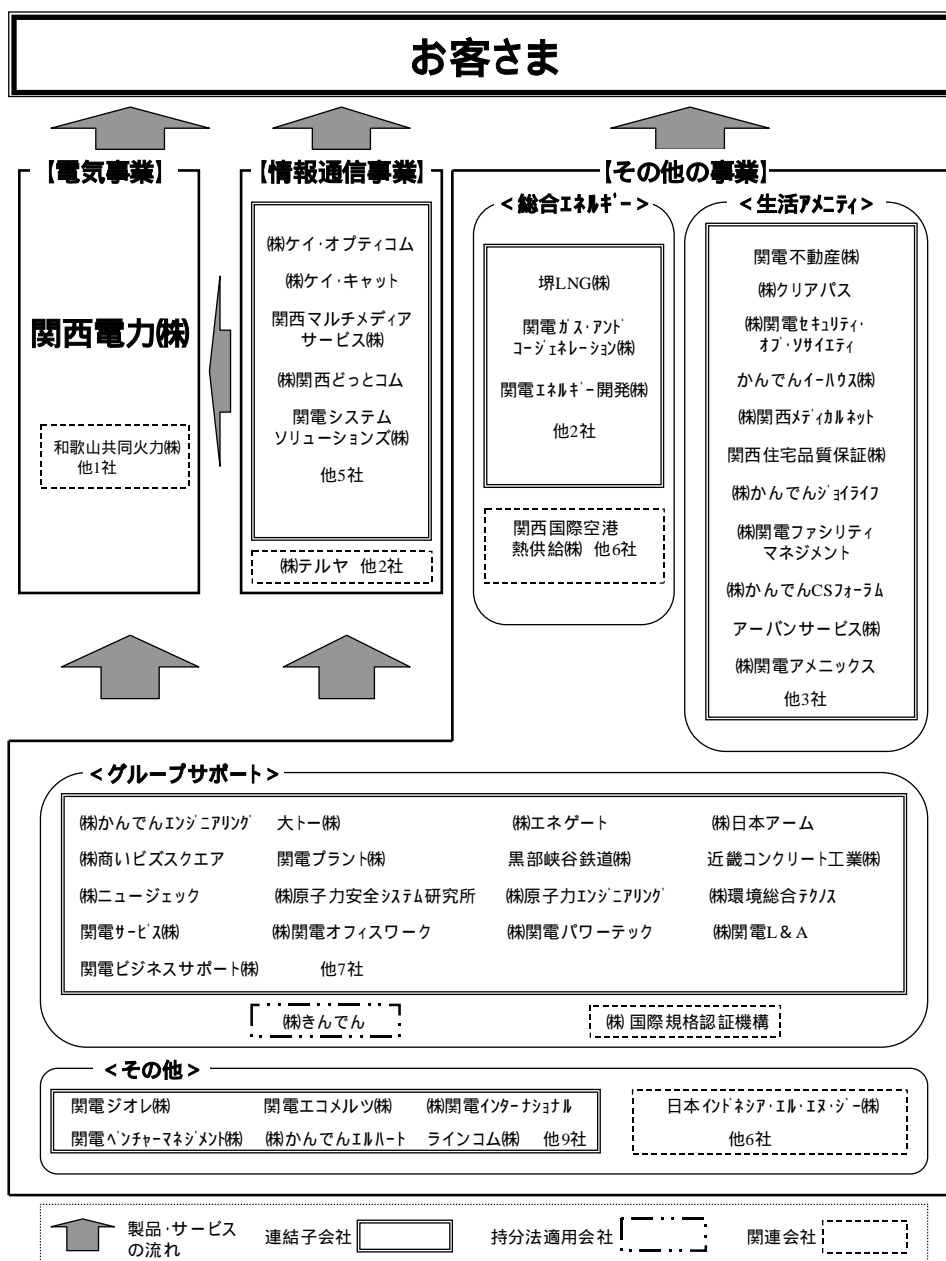 お客さま
【電気事業】
関西電力㈱
和歌山共同火力㈱
他1社
【情報通信事業】
㈱ケイ・オプティコム
㈱ケイ・キャット
関西マルチメディア
サービス㈱
㈱関西どっとコム
関電システム
ソリューションズ㈱
他5社
㈱テルヤ 他2社
【その他の事業】
<総合ｴﾈﾙｷﾞｰ>
堺LNG㈱
関電ｶﾞｽ・ｱﾝﾄﾞ
ｺｰｼﾞｪﾈﾚｰｼｮﾝ㈱
関電ｴﾈﾙｷﾞｰ開発㈱
他2社
関西国際空港
熱供給㈱ 他6社
<生活ｱﾒﾆﾃｨ>
関電不動産㈱
㈱クリアパス
㈱関電ｾｷｭﾘﾃｨ・
ｵﾌﾞ・ｿｻｲｴﾃｨ
かんでんイーハウス㈱
㈱関西ﾒﾃﾞｨｶﾙﾈｯﾄ
関西住宅品質保証㈱
㈱かんでんｼﾞｮｲﾗｲﾌ
㈱関電ファシリティ
マネジメント
㈱かんでんCSﾌｫｰﾗﾑ
アーバンサービス㈱
㈱関電アメニックス
他3社
<グループサポート>
㈱かんでんｴﾝｼﾞﾆｱﾘﾝｸﾞ 大トー㈱ ㈱エネゲート ㈱日本アーム
㈱商いビズスクエア 関電プラント㈱ 黒部峡谷鉄道㈱ 近畿コンクリート工業㈱
㈱ニュージェック ㈱原子力安全ｼｽﾃﾑ研究所 ㈱原子力ｴﾝｼﾞﾆｱﾘﾝｸﾞ ㈱環境総合ﾃｸﾉｽ
関電ｻｰﾋﾞｽ㈱ ㈱関電オフィスワーク ㈱関電パワーテック ㈱関電L＆A
関電ビジネスサポート㈱ 他7社
㈱きんでん ㈱ 国際規格認証機構
<その他>
関電ジオレ㈱ 関電エコメルツ㈱ ㈱関電ｲﾝﾀｰﾅｼｮﾅﾙ
関電ﾍﾞﾝﾁｬｰﾏﾈｼﾞﾒﾝﾄ㈱ ㈱かんでんエルハート ラインコム㈱ 他9社
日本ｲﾝﾄﾞﾈｼｱ・ｴﾙ・ｴﾇ・ｼﾞｰ㈱
他6社
製品・サービス
の流れ
連結子会社 持分法適用会社 関連会社